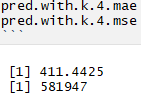 pred.with.k.4.mae
pred.with.k.4.mse
```
[1] 411.4425
[1] 581947